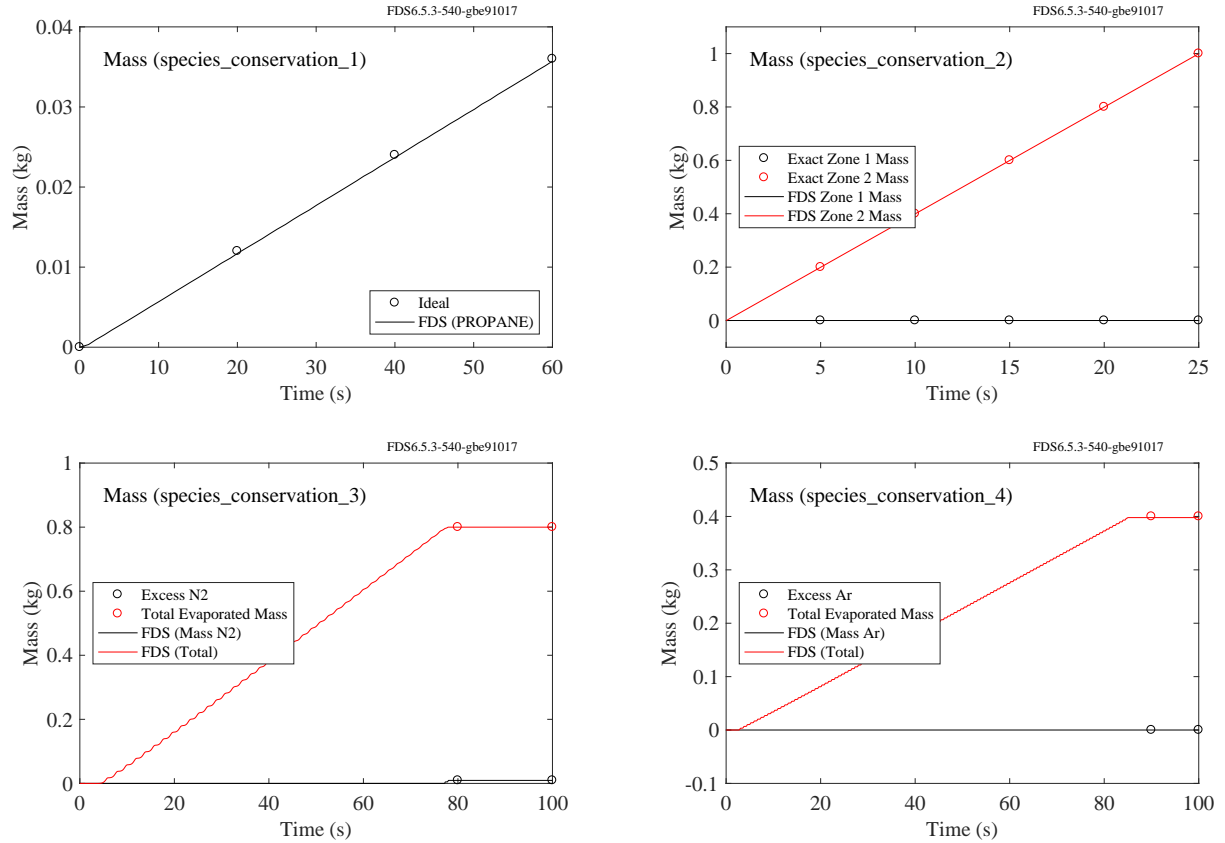 FDS6.5.3-540-gbe91017
Mass (species_conservation_1)
0.04
0.03
0.02
0.01
0
Mass (kg)
Ideal
FDS (PROPANE)
0 10 20 30 40 50 60
Time (s)
FDS6.5.3-540-gbe91017
Mass (species_conservation_2)
1
0.8
0.6
0.4
0.2
0
Mass (kg)
Exact Zone 1 Mass
Exact Zone 2 Mass
FDS Zone 1 Mass
FDS Zone 2 Mass
0 5 10 15 20 25
Time (s)
FDS6.5.3-540-gbe91017
Mass (species_conservation_3)
1
0.8
0.6
0.4
0.2
0
Mass (kg)
Excess N2
Total Evaporated Mass
FDS (Mass N2)
FDS (Total)
0 20 40 60 80 100
Time (s)
FDS6.5.3-540-gbe91017
Mass (species_conservation_4)
0.5
0.4
0.3
0.2
0.1
0
-0.1
Mass (kg)
Excess Ar
Total Evaporated Mass
FDS (Mass Ar)
FDS (Total)
0 20 40 60 80 100
Time (s)